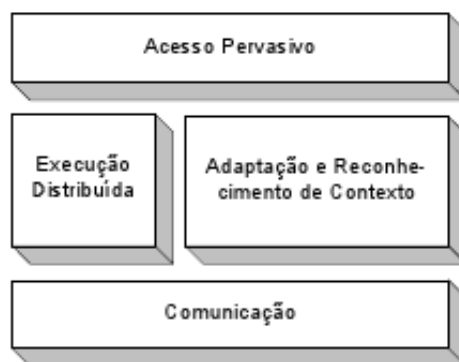 Acesso Pervasivo
Execução
Distribuída
Adaptação e Reconhe-
cimento de Contexto
Comunicação